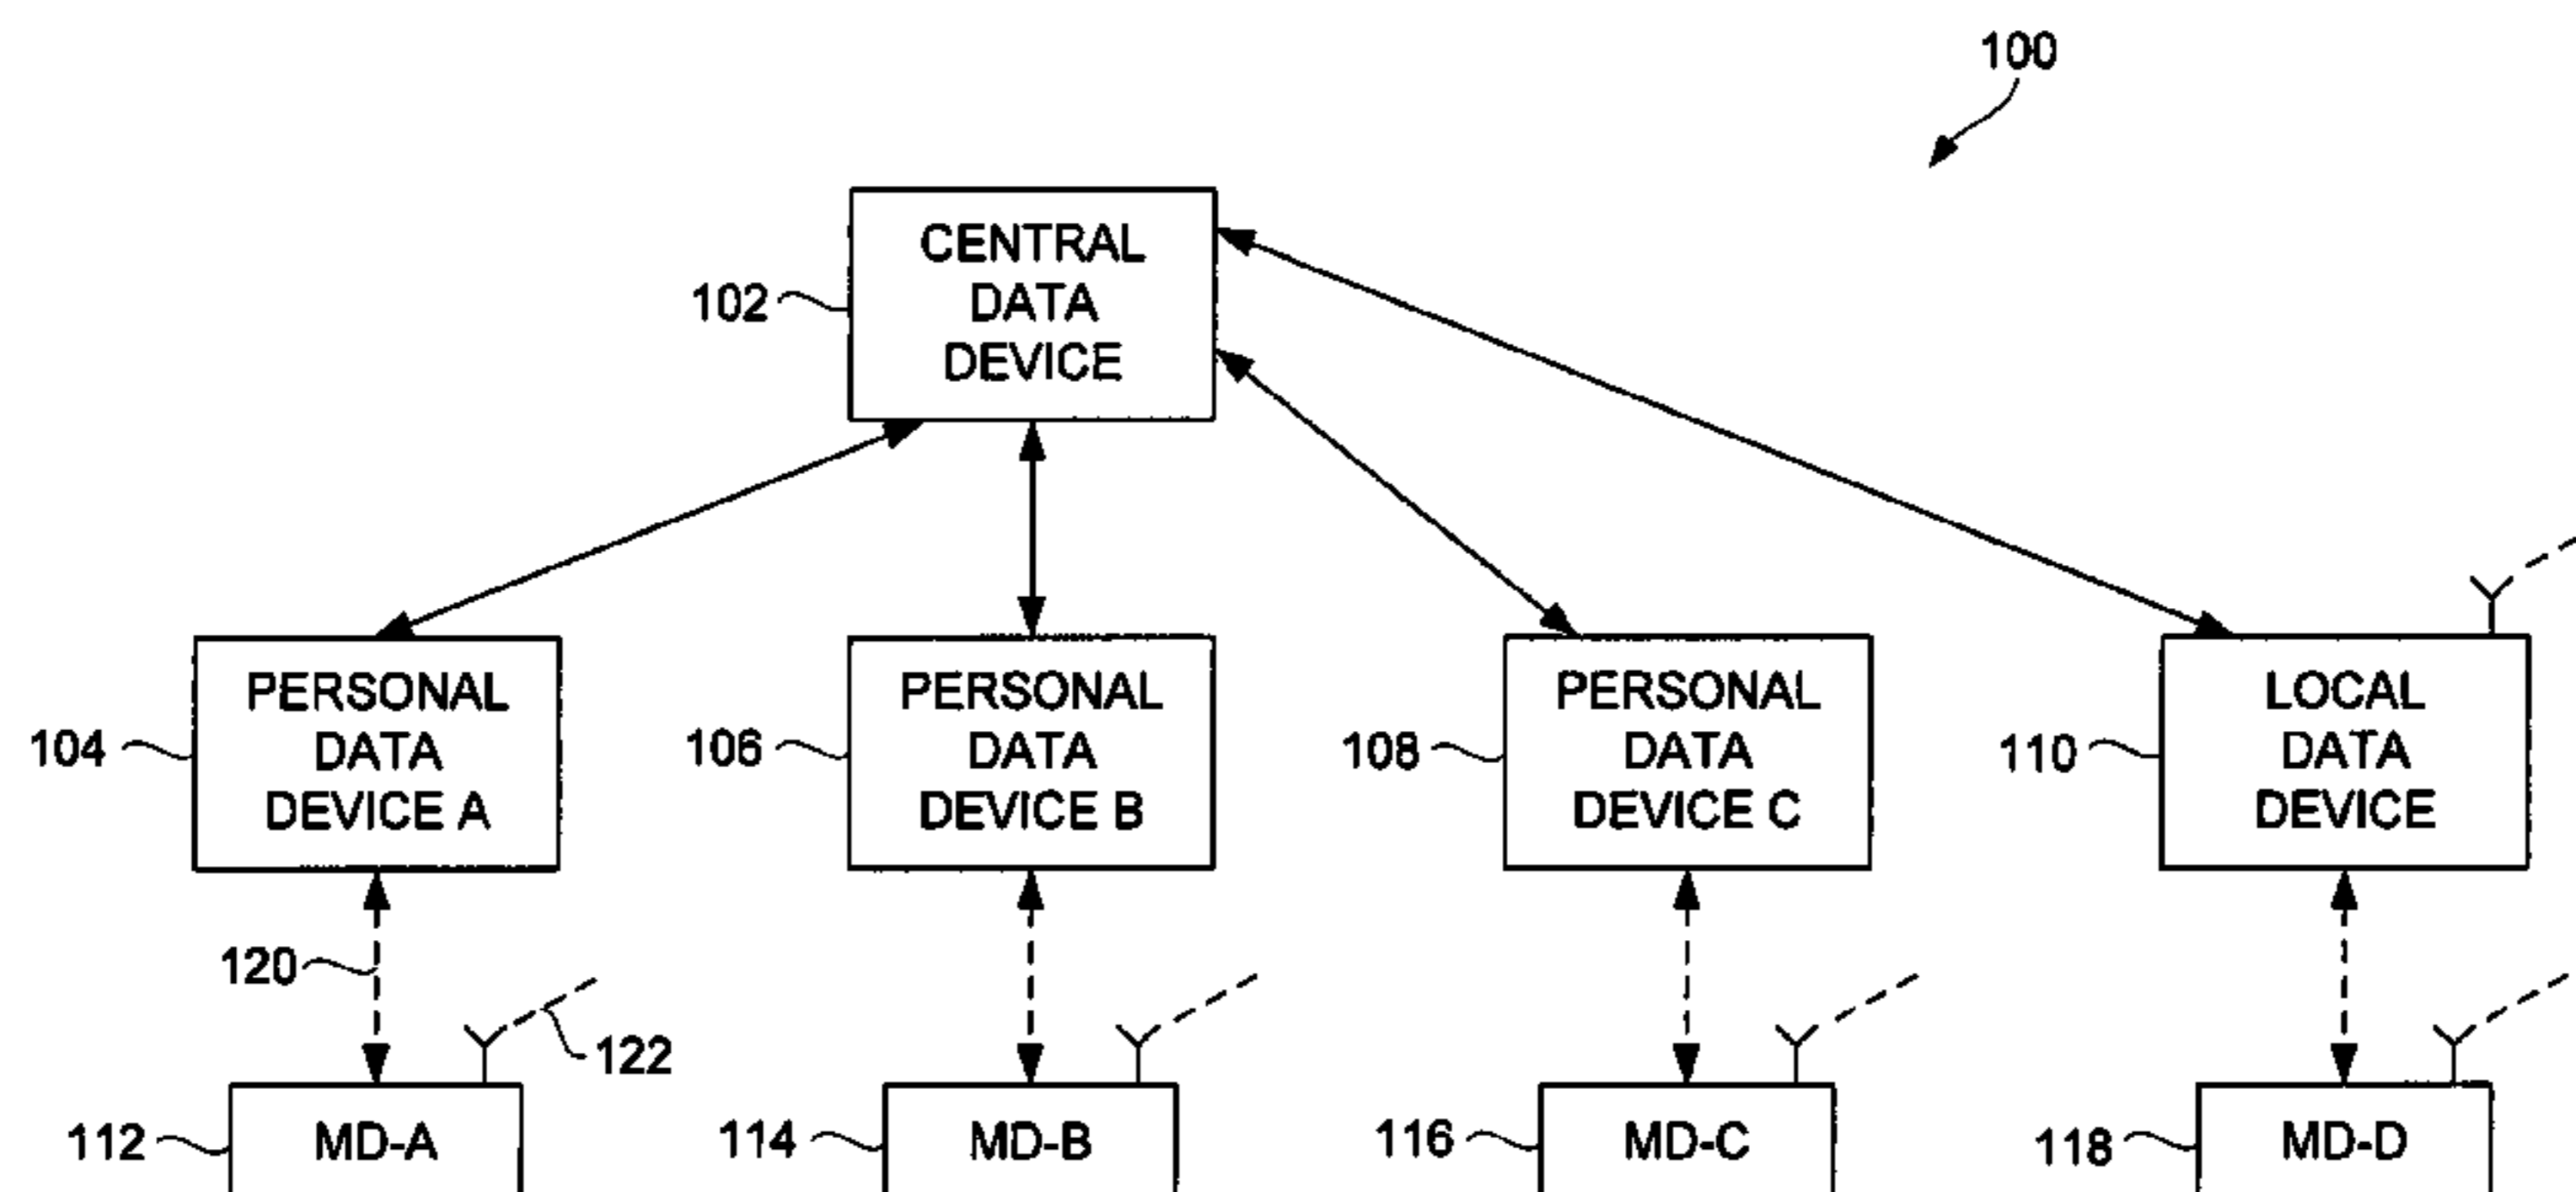 100
CENTRAL
DATA
DEVICE
102
PERSONAL
DATA
DEVICE A
104
PERSONAL
DATA
DEVICE B
106
PERSONAL
DATA
DEVICE C
108
LOCAL
DATA
DEVICE
110
120
122
112
MD-A
114
MD-B
116
MD-C
118
MD-D